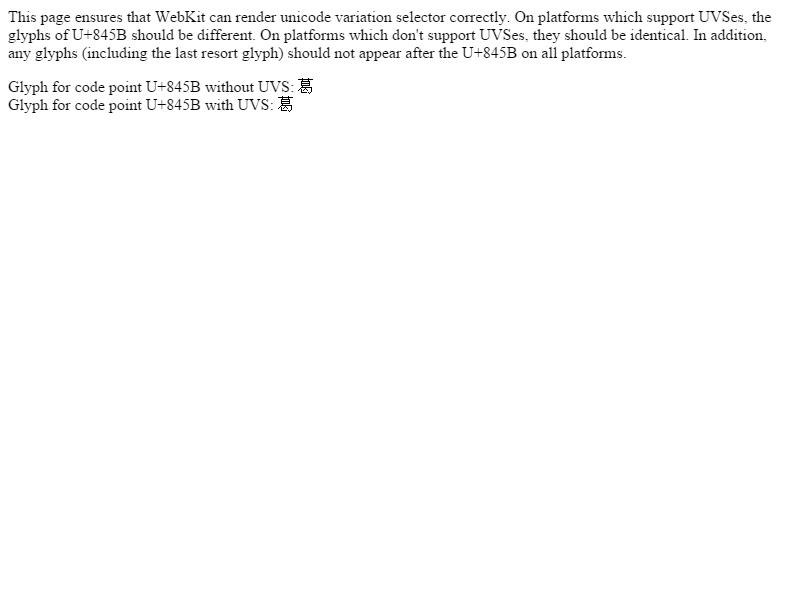 This page ensures that WebKit can render unicode variation selector correctly. On platforms which support UVSes, the
glyphs of U+845B should be different. On platforms which don't support UVSes, they should be identical. In addition,
any glyphs (including the last resort glyph) should not appear after the U+845B on all platforms.
Glyph for code point U+845B without UVS: 葛
Glyph for code point U+845B with UVS: 葛